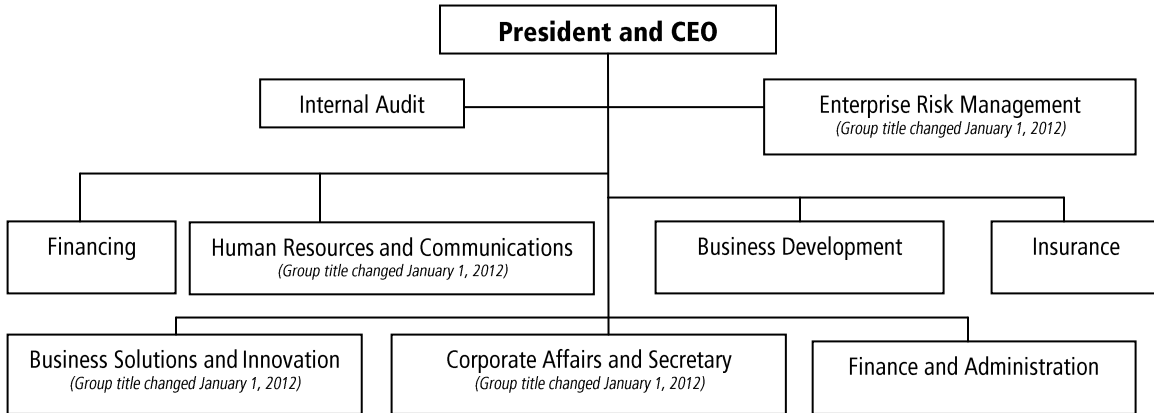 President and CEO
Internal Audit
Enterprise Risk Management
(Group title changed January 1, 2012)
Financing
Human Resources and Communications
(Group title changed January 1, 2012)
Business Development
Insurance
Business Solutions and Innovation
(Group title changed January 1, 2012)
Corporate Affairs and Secretary
(Group title changed January 1, 2012)
Finance and Administration